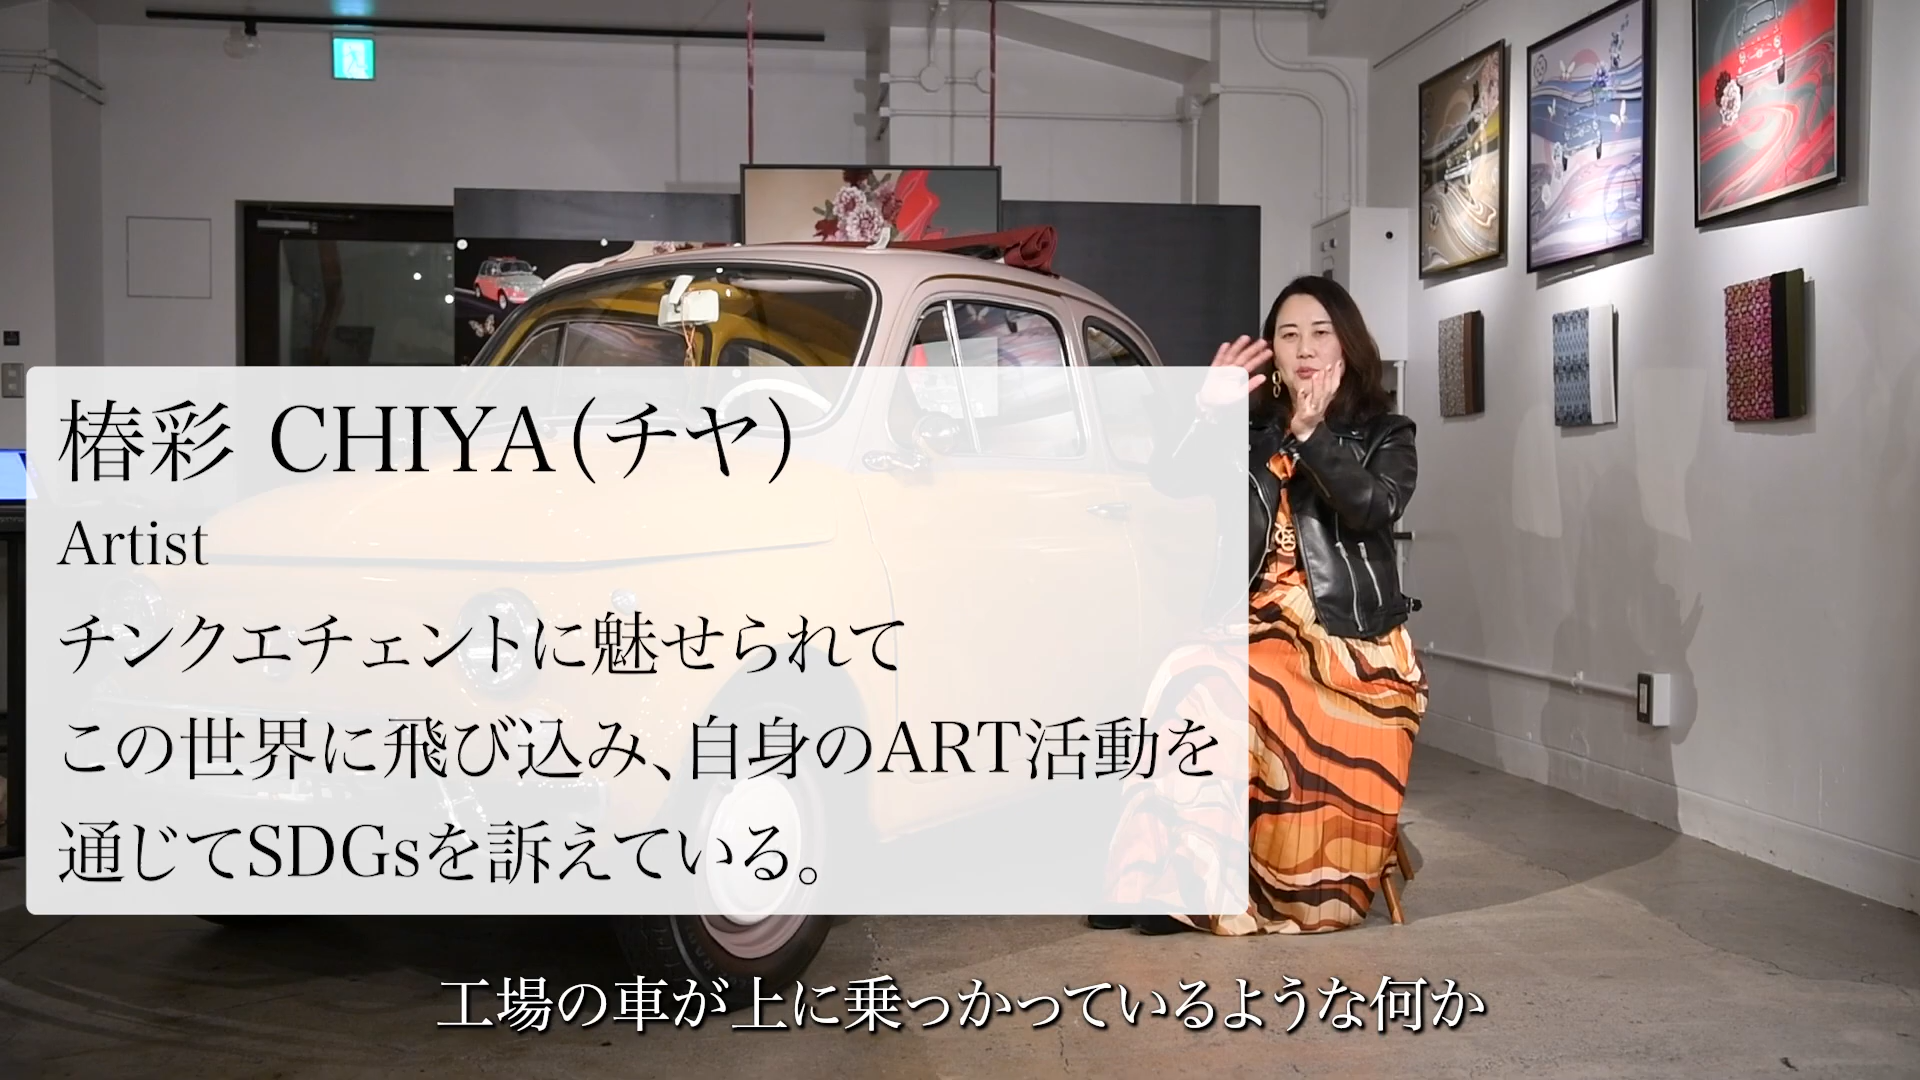 椿彩 CHIYA(チヤ)
Artist
チンクエチェントに魅せられて
この世界に飛び込み、自身のART活動を
通じてSDGsを訴えている。
工場の車が上に乗っかっているような何か